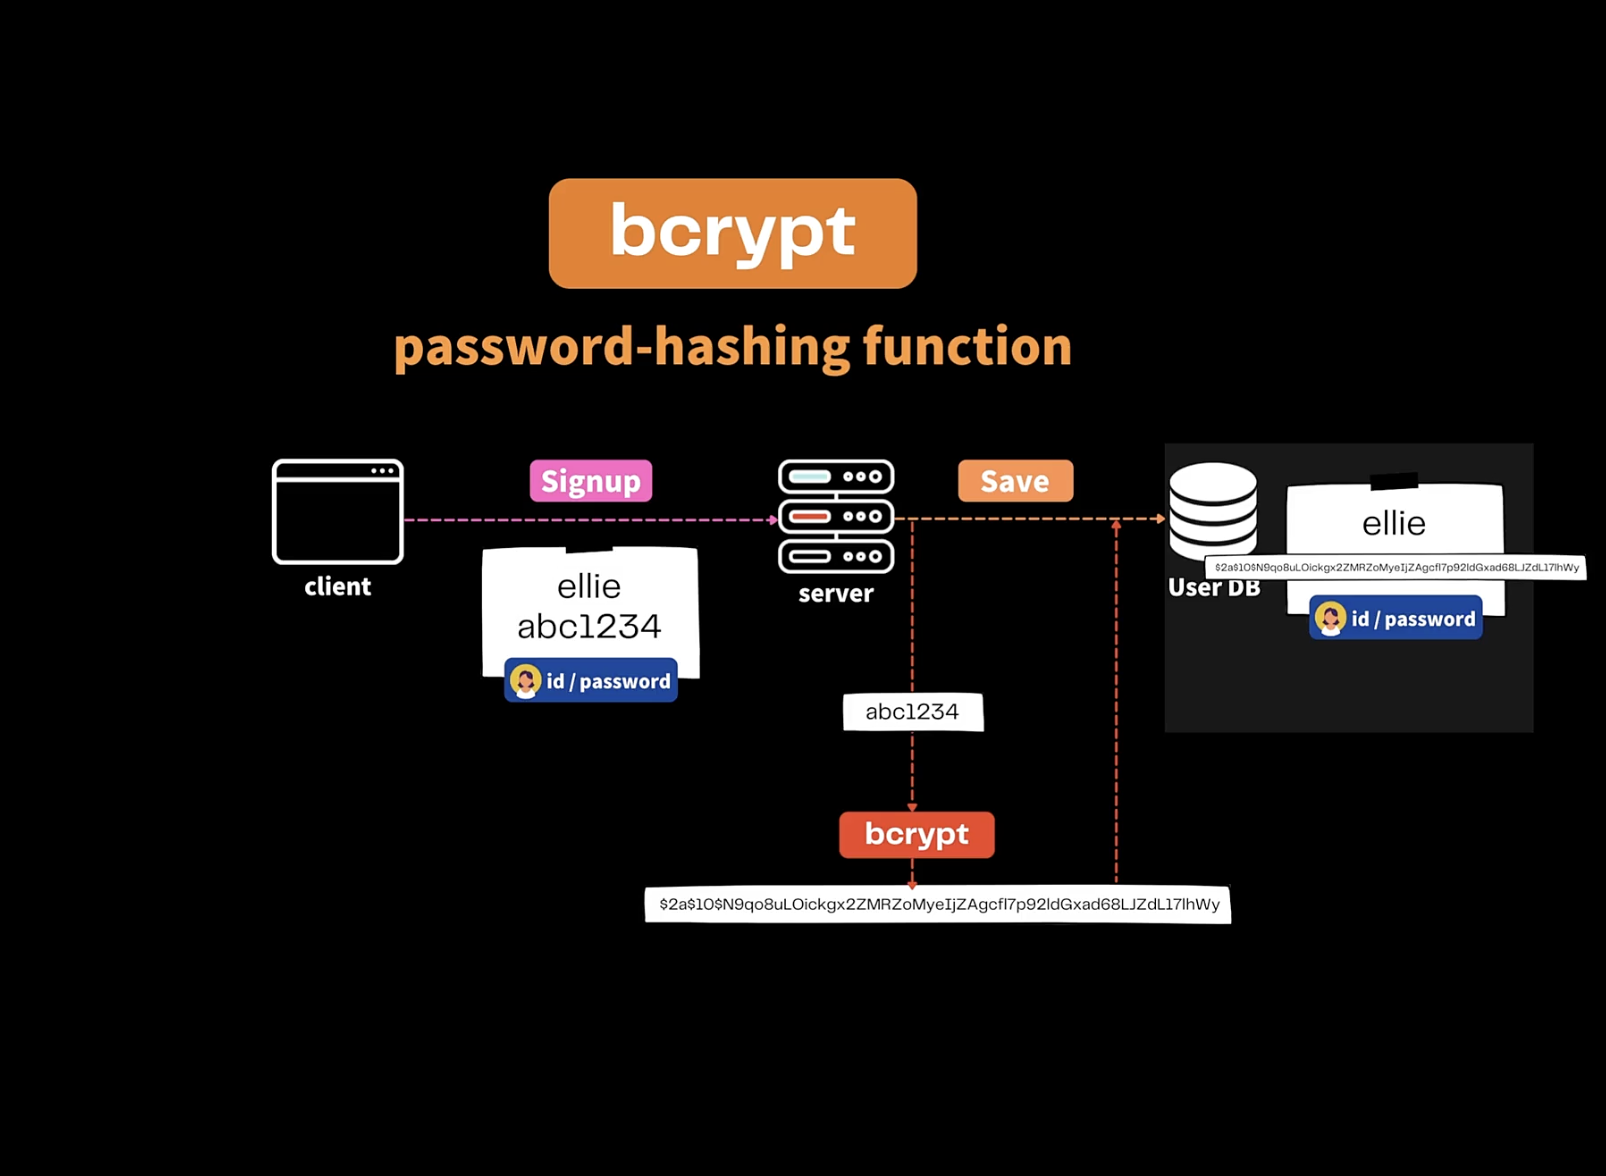 bcrypt
password-hashing function
Signup
Save
client
ellie
abc1234
id / password
server
ellie
$2a$10$N9qo8uLOickgx2ZMRZoMyeIjZAgcfl7p92ldGxad68LJZdL17lhWy
User DB
id / password
abc1234
bcrypt
$2a$10$N9qo8uLOickgx2ZMRZoMyeIjZAgcfl7p92ldGxad68LJZdL17lhWy